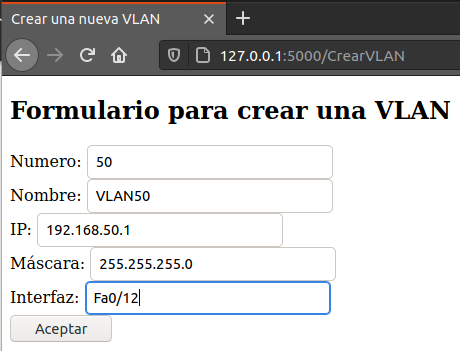 Crear una nueva VLAN
127.0.0.1:5000/CrearVLAN
Formulario para crear una VLAN
Numero: 50
Nombre: VLAN50
IP: 192.168.50.1
Máscara: 255.255.255.0
Interfaz: Fa0/12
Aceptar